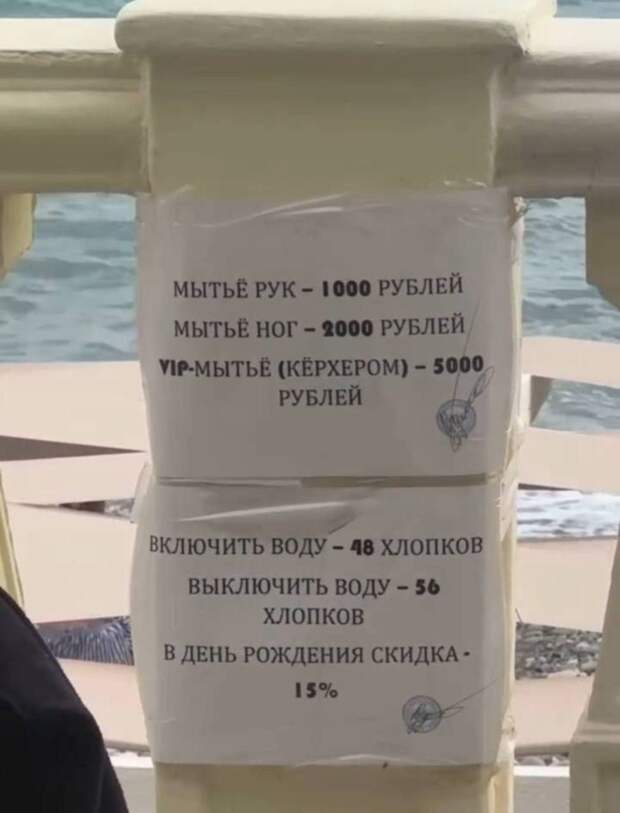 МЫТЬЁ РУК – 1000 РУБЛЕЙ
МЫТЬЁ НОГ – 2000 РУБЛЕЙ
VIP-МЫТЬЁ (КЁРХЕРОМ) – 5000
РУБЛЕЙ
ВКЛЮЧИТЬ ВОДУ – 48 ХЛОПКОВ
ВЫКЛЮЧИТЬ ВОДУ – 56
ХЛОПКОВ
В ДЕНЬ РОЖДЕНИЯ СКИДКА -
15%